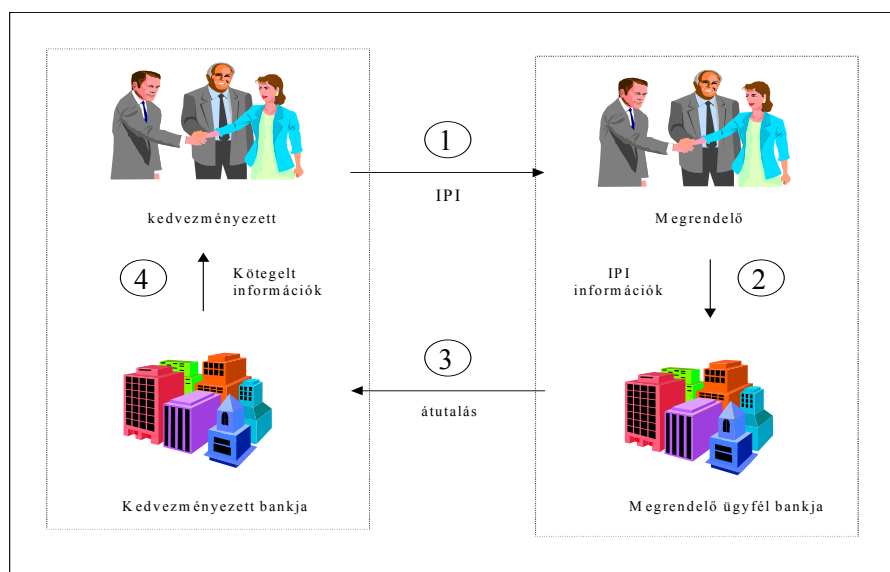 1
IPI
kedvezményezett
Megrendelő
4
Kötegelt
információk
IPI
információk
2
3
átutalás
Kedvezményezett bankja
Megrendelő ügyfél bankja